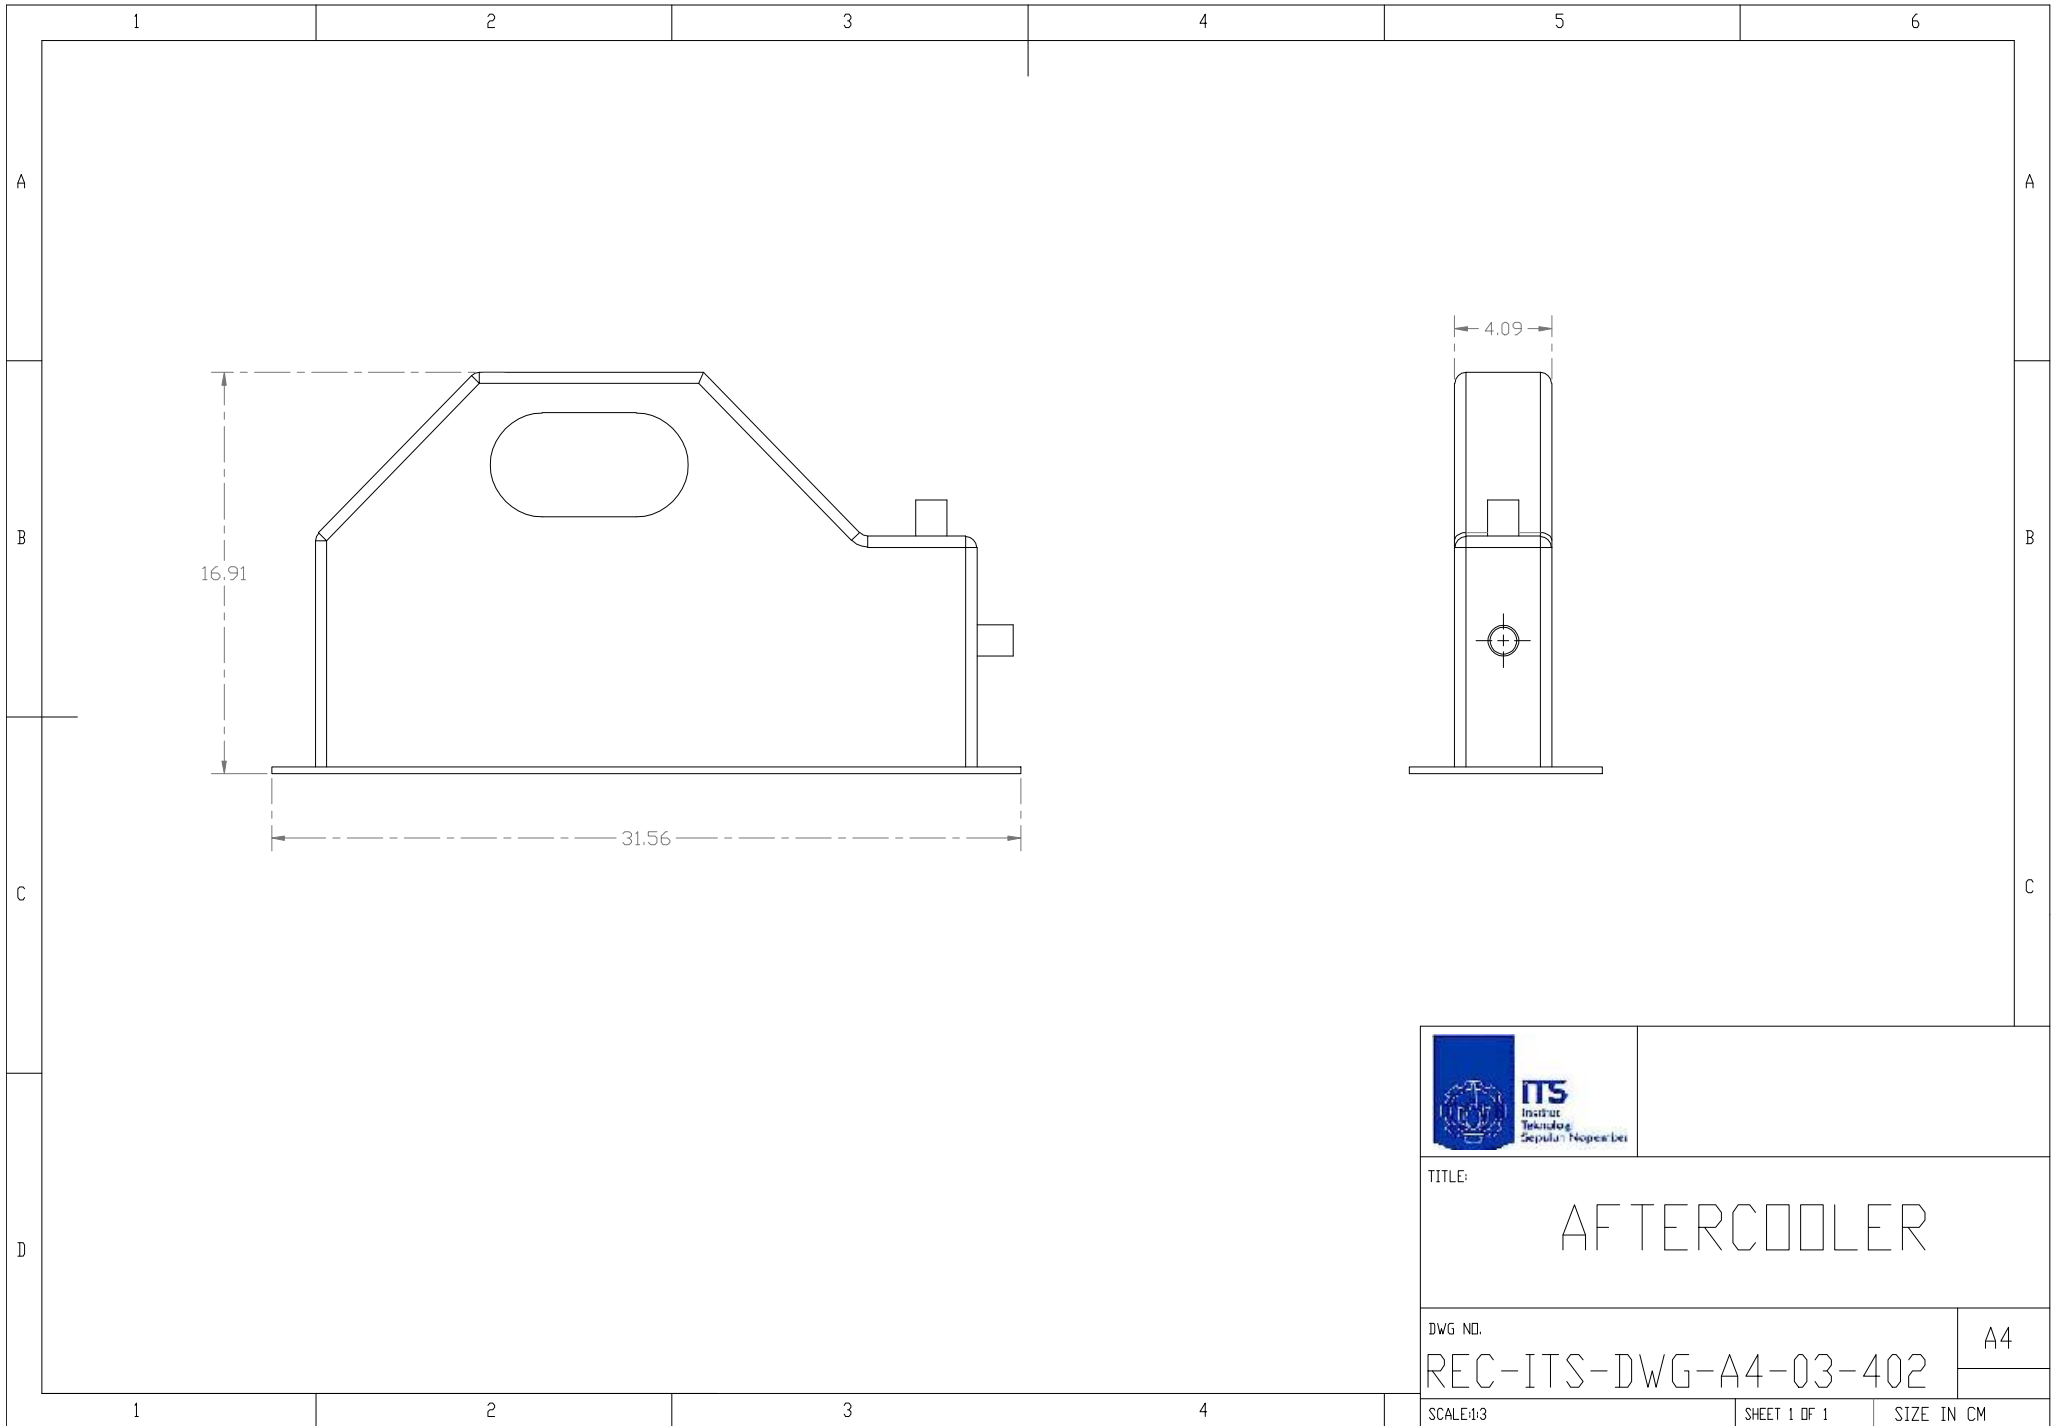 1 2 3 4 5 6
A A
4.09
B B
16.91
31.56
C C
ITS
Institut
Teknologi
Sepuluh Nopember
TITLE:
AFTERCOOLER
D
DWG NO.
A4
REC-ITS-DWG-A4-03-402
1 2 3 4
SCALE:1:3 SHEET 1 OF 1 SIZE IN CM